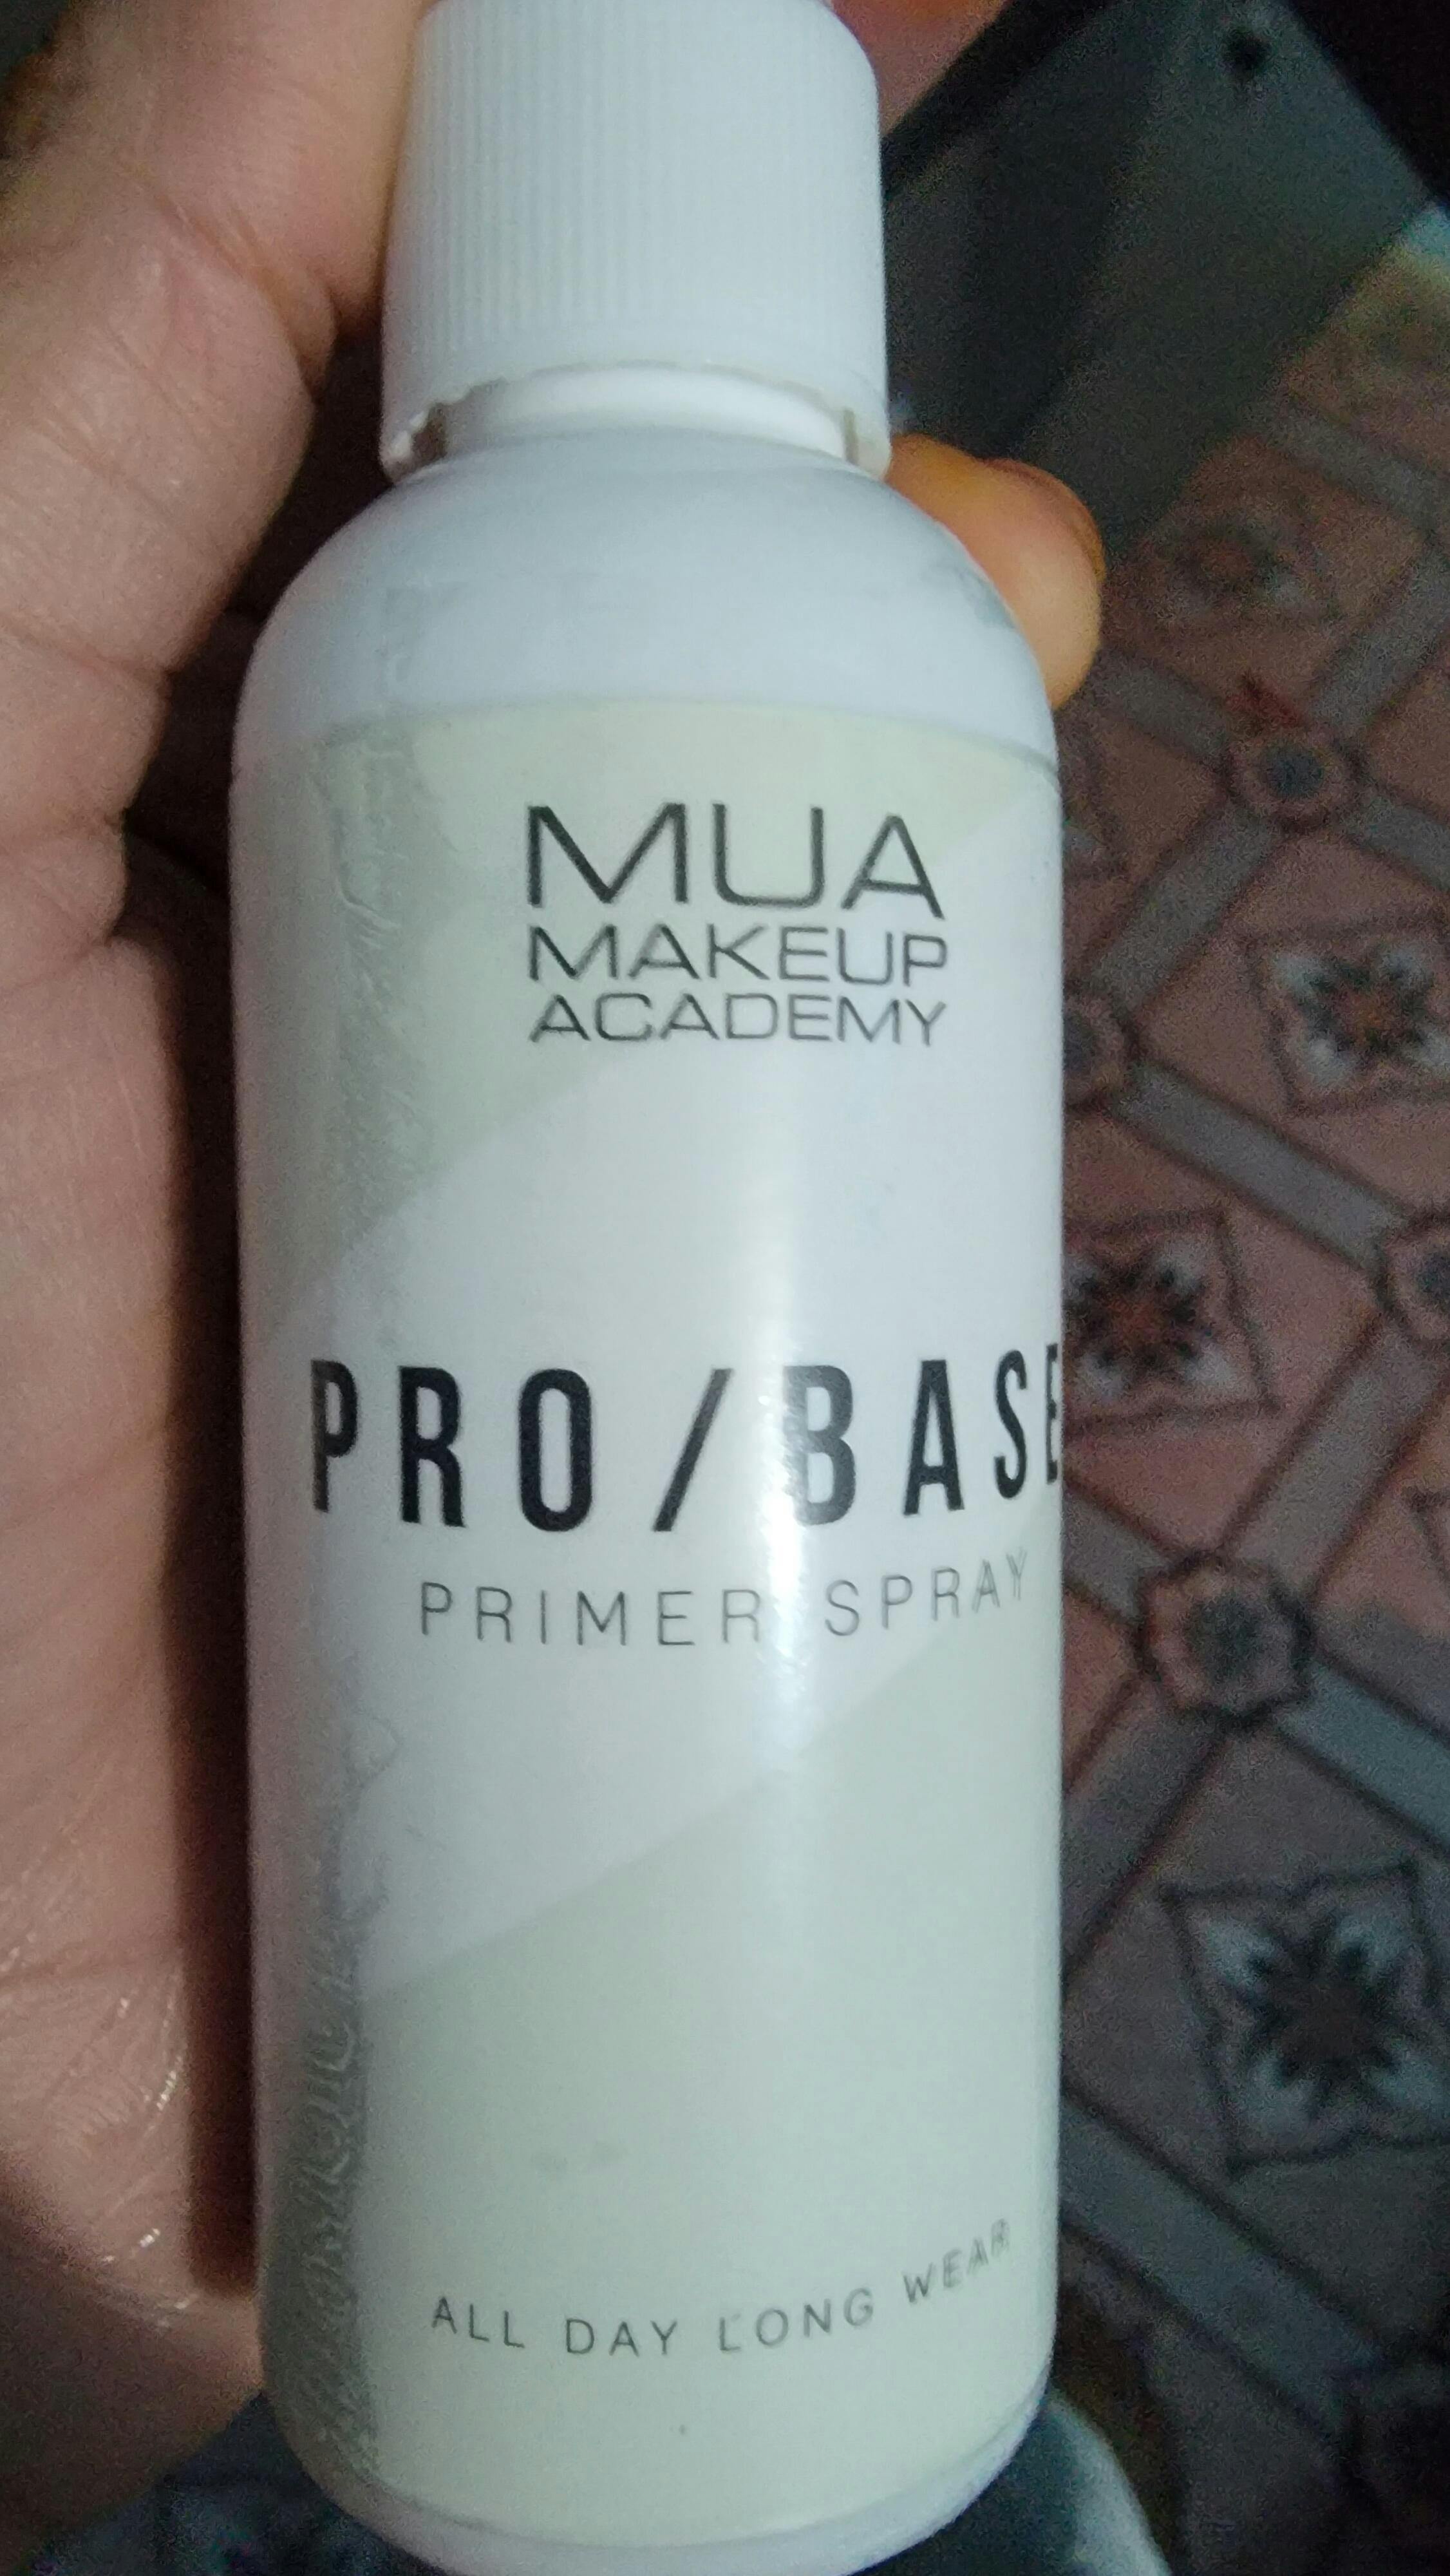 MUA
MAKEUP
ACADEMY
PRO/BASE
PRIMER SPRAY
ALL DAY LONG WEAR